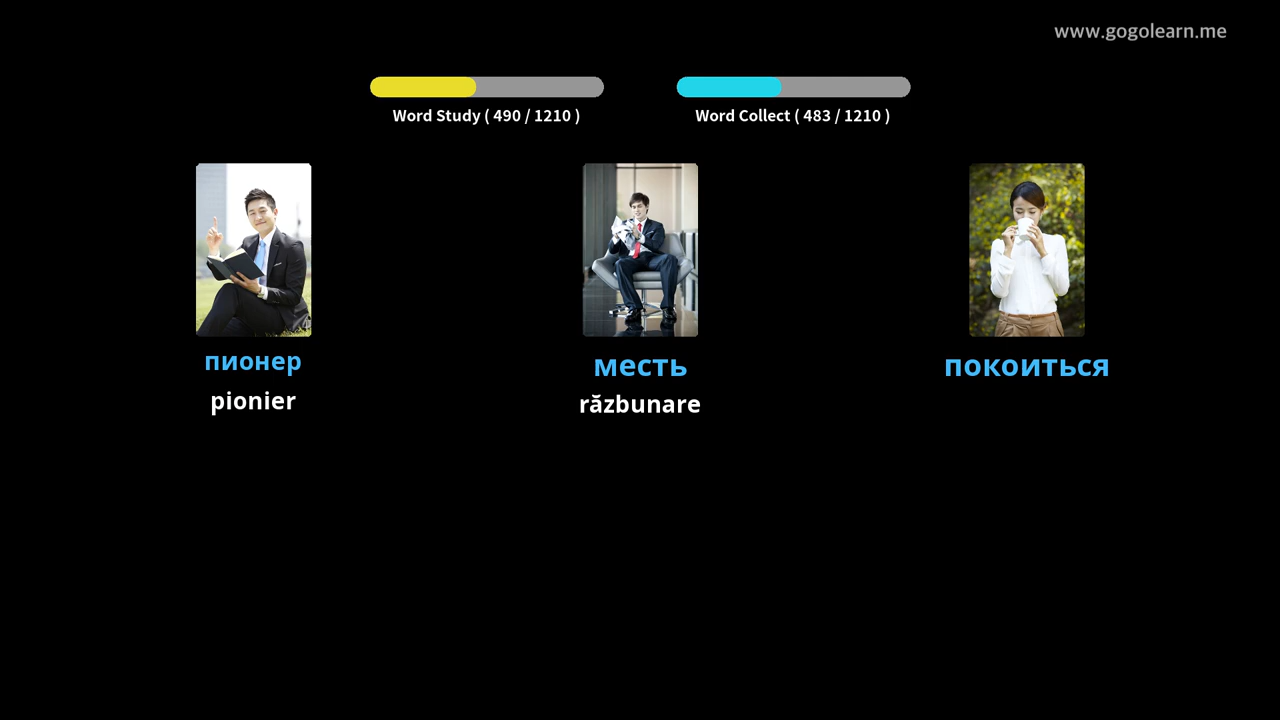 www.gogolearn.me
Word Study ( 490 / 1210 )
Word Collect ( 483 / 1210 )
пионер
pionier
месть
răzbunare
покоиться